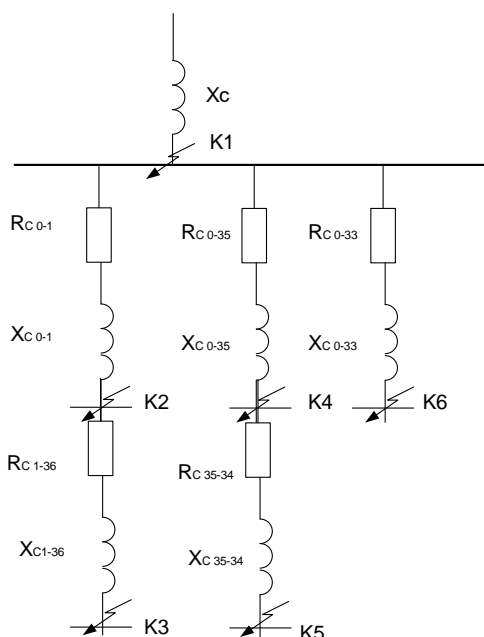 Xc
K1
RC 0-1
RC 0-35
RC 0-33
XC 0-1
XC 0-35
XC 0-33
K2
K4
K6
RC 1-36
RC 35-34
XC1-36
XC 35-34
K3
K5